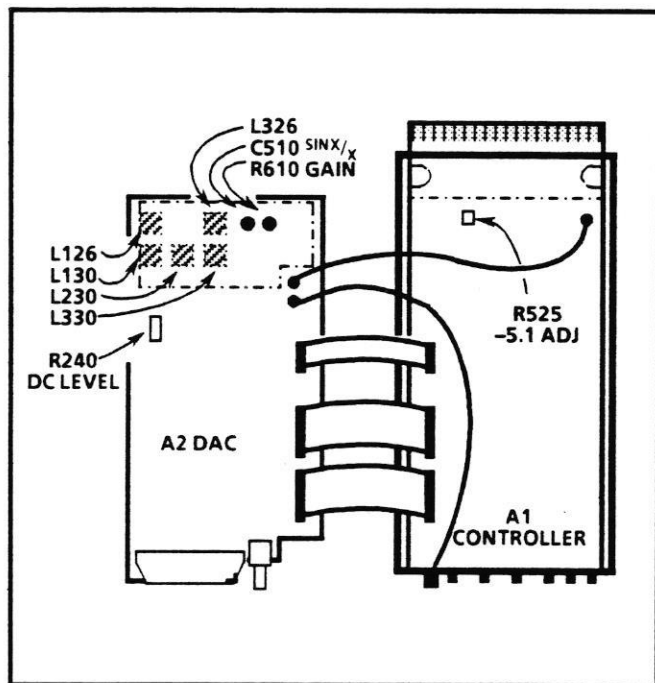 L326
C510 SINX/X
R610 GAIN
L126
L130
L230
L330
R240
DC LEVEL
A2 DAC
R525
–5.1 ADJ
A1
CONTROLLER